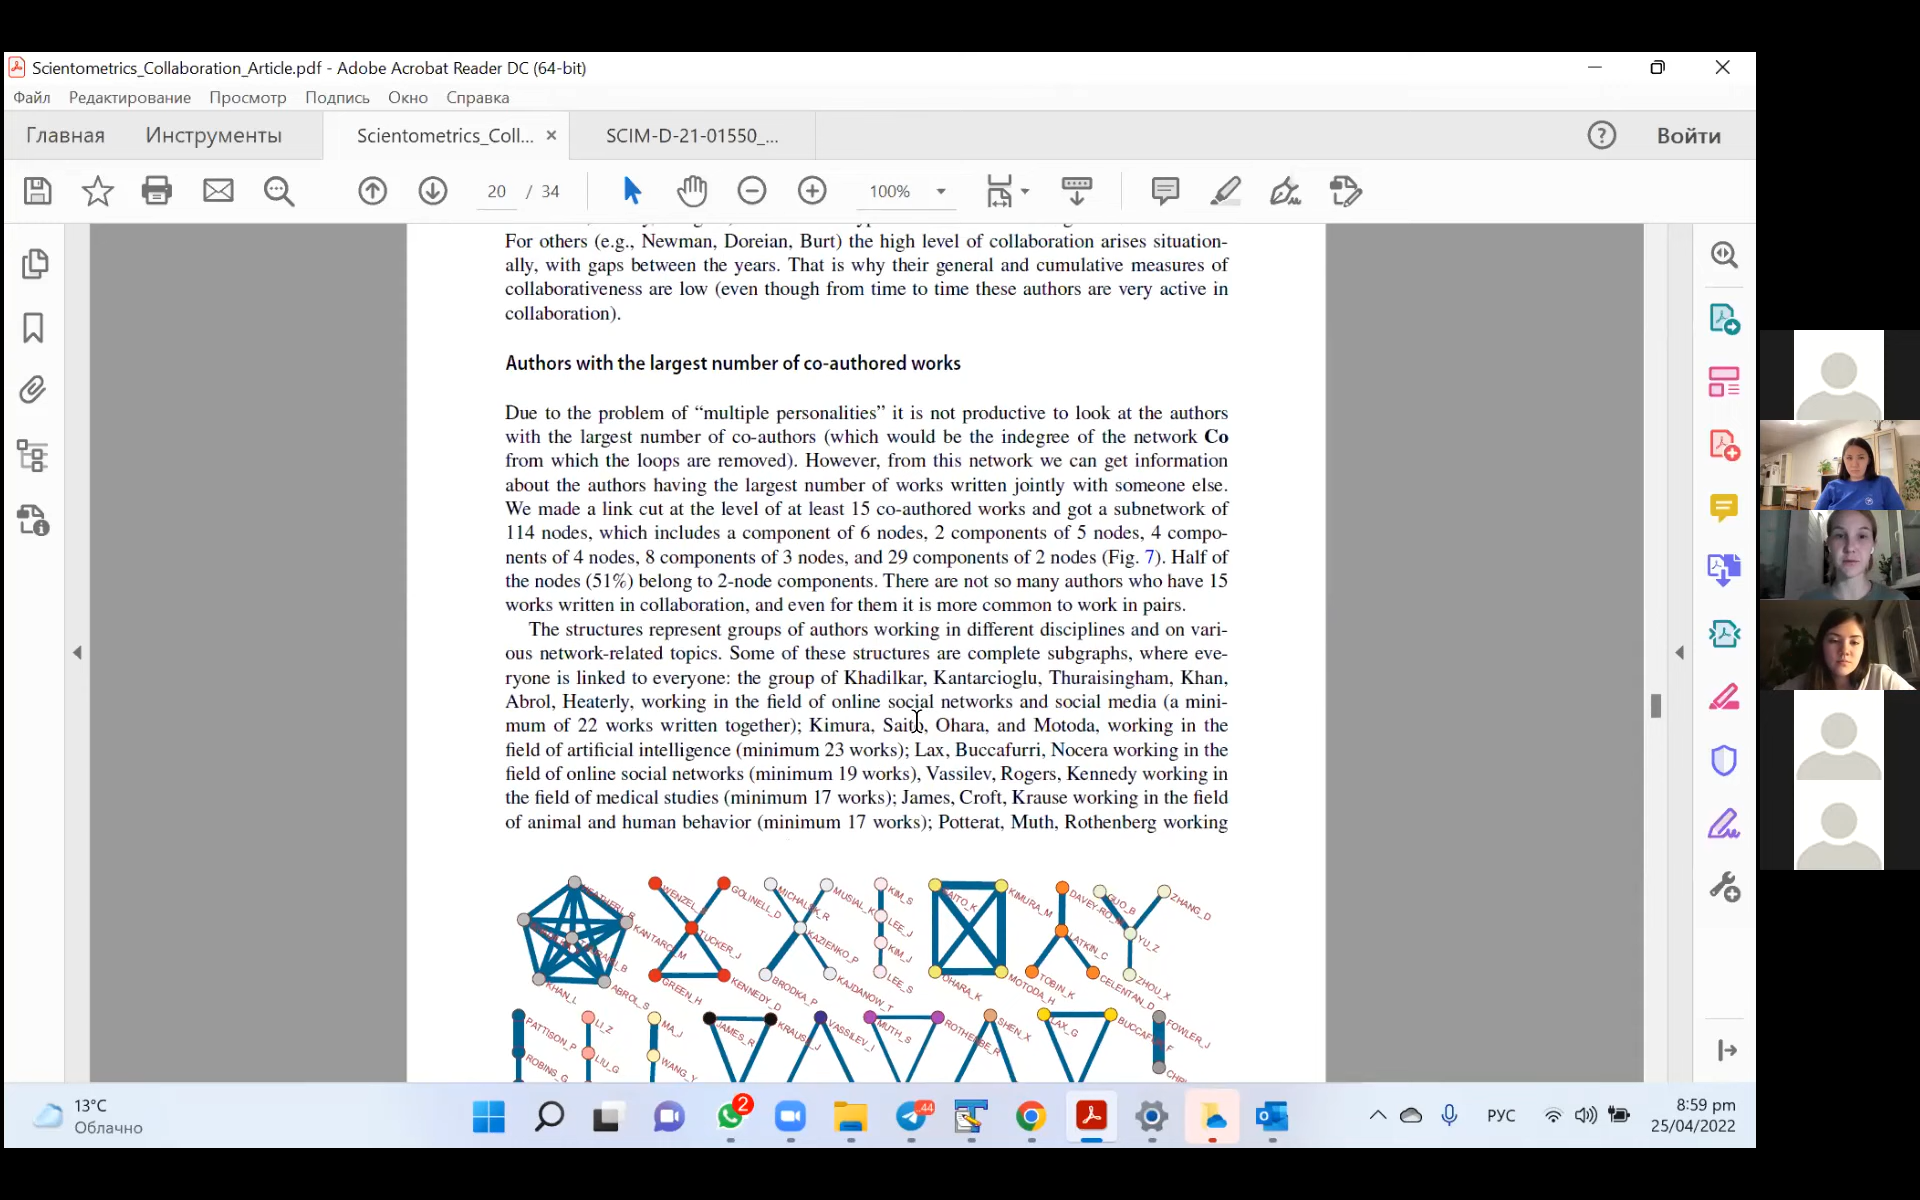 Scientometrics_Collaboration_Article.pdf - Adobe Acrobat Reader DC (64-bit)
Файл Редактирование Просмотр Подпись Окно Справка
Главная Инструменты Scientometrics_Coll... × SCIM-D-21-01550_... Войти
20 / 34 100%
For others (e.g., Newman, Doreian, Burt) the high level of collaboration arises situation-
ally, with gaps between the years. That is why their general and cumulative measures of
collaborativeness are low (even though from time to time these authors are very active in
collaboration).
Authors with the largest number of co-authored works
Due to the problem of “multiple personalities” it is not productive to look at the authors
with the largest number of co-authors (which would be the indegree of the network Co
from which the loops are removed). However, from this network we can get information
about the authors having the largest number of works written jointly with someone else.
We made a link cut at the level of at least 15 co-authored works and got a subnetwork of
114 nodes, which includes a component of 6 nodes, 2 components of 5 nodes, 4 compo-
nents of 4 nodes, 8 components of 3 nodes, and 29 components of 2 nodes (Fig. 7). Half of
the nodes (51%) belong to 2-node components. There are not so many authors who have 15
works written in collaboration, and even for them it is more common to work in pairs.
The structures represent groups of authors working in different disciplines and on vari-
ous network-related topics. Some of these structures are complete subgraphs, where eve-
ryone is linked to everyone: the group of Khadilkar, Kantarcioglu, Thuraisingham, Khan,
Abrol, Heaterly, working in the field of online social networks and social media (a mini-
mum of 22 works written together); Kimura, Saito, Ohara, and Motoda, working in the
field of artificial intelligence (minimum 23 works); Lax, Buccafurri, Nocera working in the
field of online social networks (minimum 19 works), Vassilev, Rogers, Kennedy working in
the field of medical studies (minimum 17 works); James, Croft, Krause working in the field
of animal and human behavior (minimum 17 works); Potterat, Muth, Rothenberg working
GOLINELL_D MICHALSK_R MUSIAL_K KIM_S SAITO_K KIMURA_M ZHANG_D
KANTARC_M TUCKER_J KAZIENKO_P LEE_J LATKIN_C YU_Z
KIM_J
KHAN_L ABROL_S GREEN_H KENNEDY_D BRODKA_P KAJDANOW_T LEE_S OHARA_K MOTODA_H TOBIN_K CELENTAN_D ZHOU_X
PATTISON_P LI_Z MA_J JAMES_R KRAUSE_J VASSILEV_I MUTH_S ROTHENBE_R SHEN_X LAX_G FOWLER_J
ROBINS_G LIU_G WANG_Y
13°C
Облачно
2
44
РУС
8:59 pm
25/04/2022